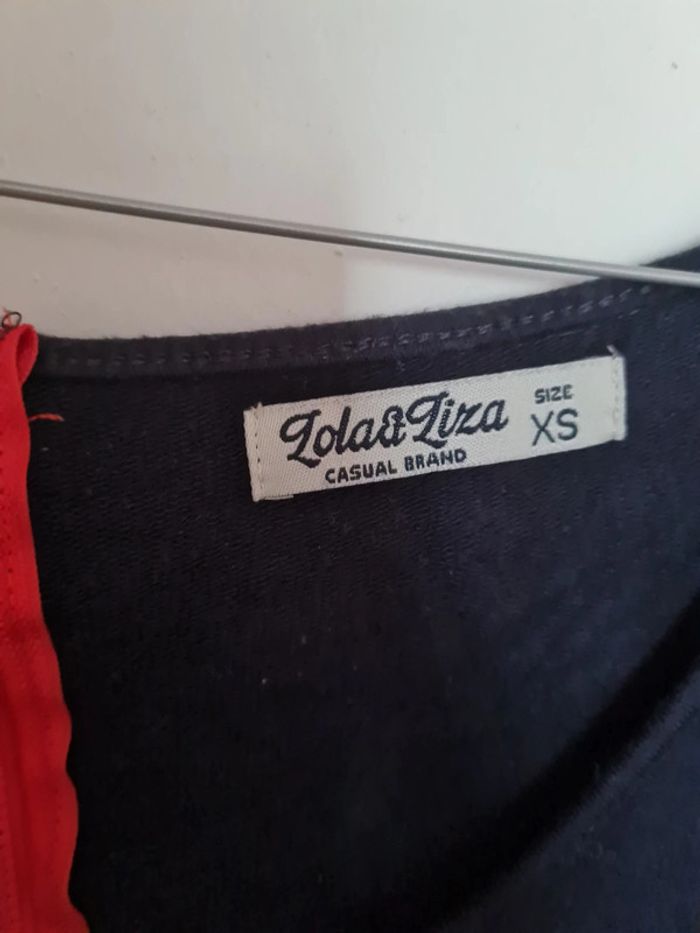 Lola&Liza
CASUAL BRAND
SIZE
XS